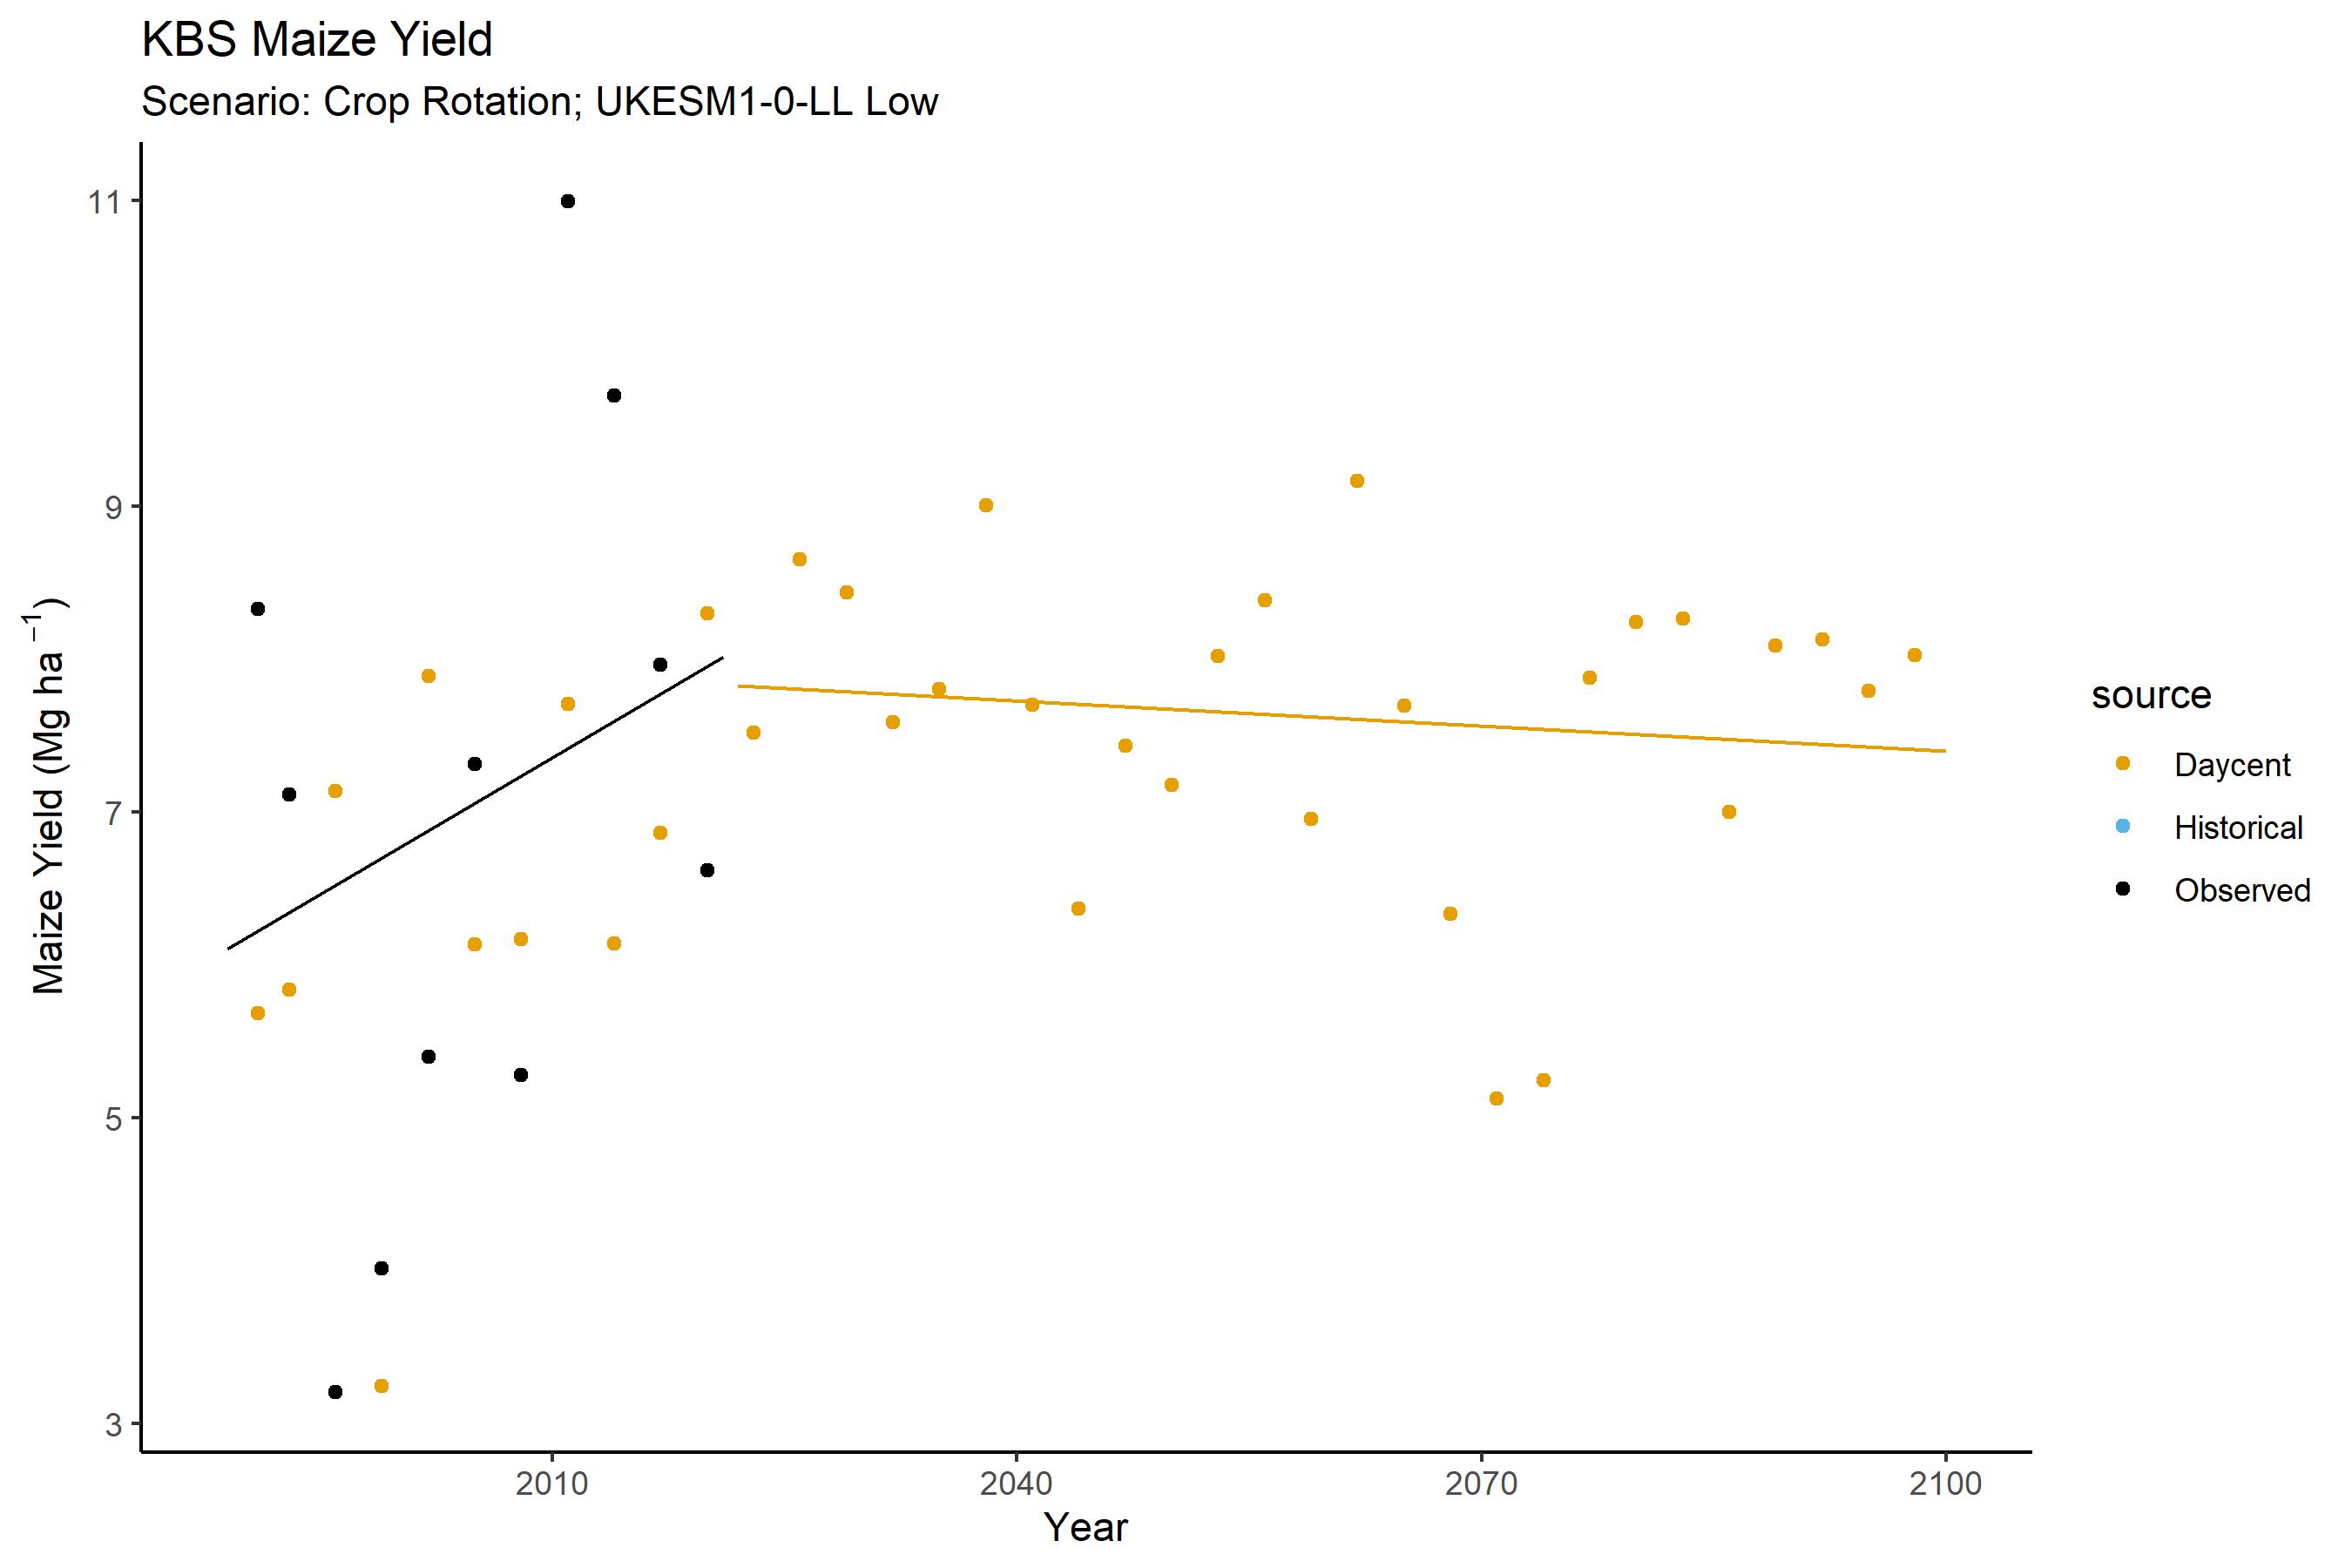 KBS Maize Yield
Scenario: Crop Rotation; UKESM1-0-LL Low
Maize Yield (Mg ha ⁻¹)
11
9
7
5
3
2010
2040
2070
2100
Year
source
Daycent
Historical
Observed